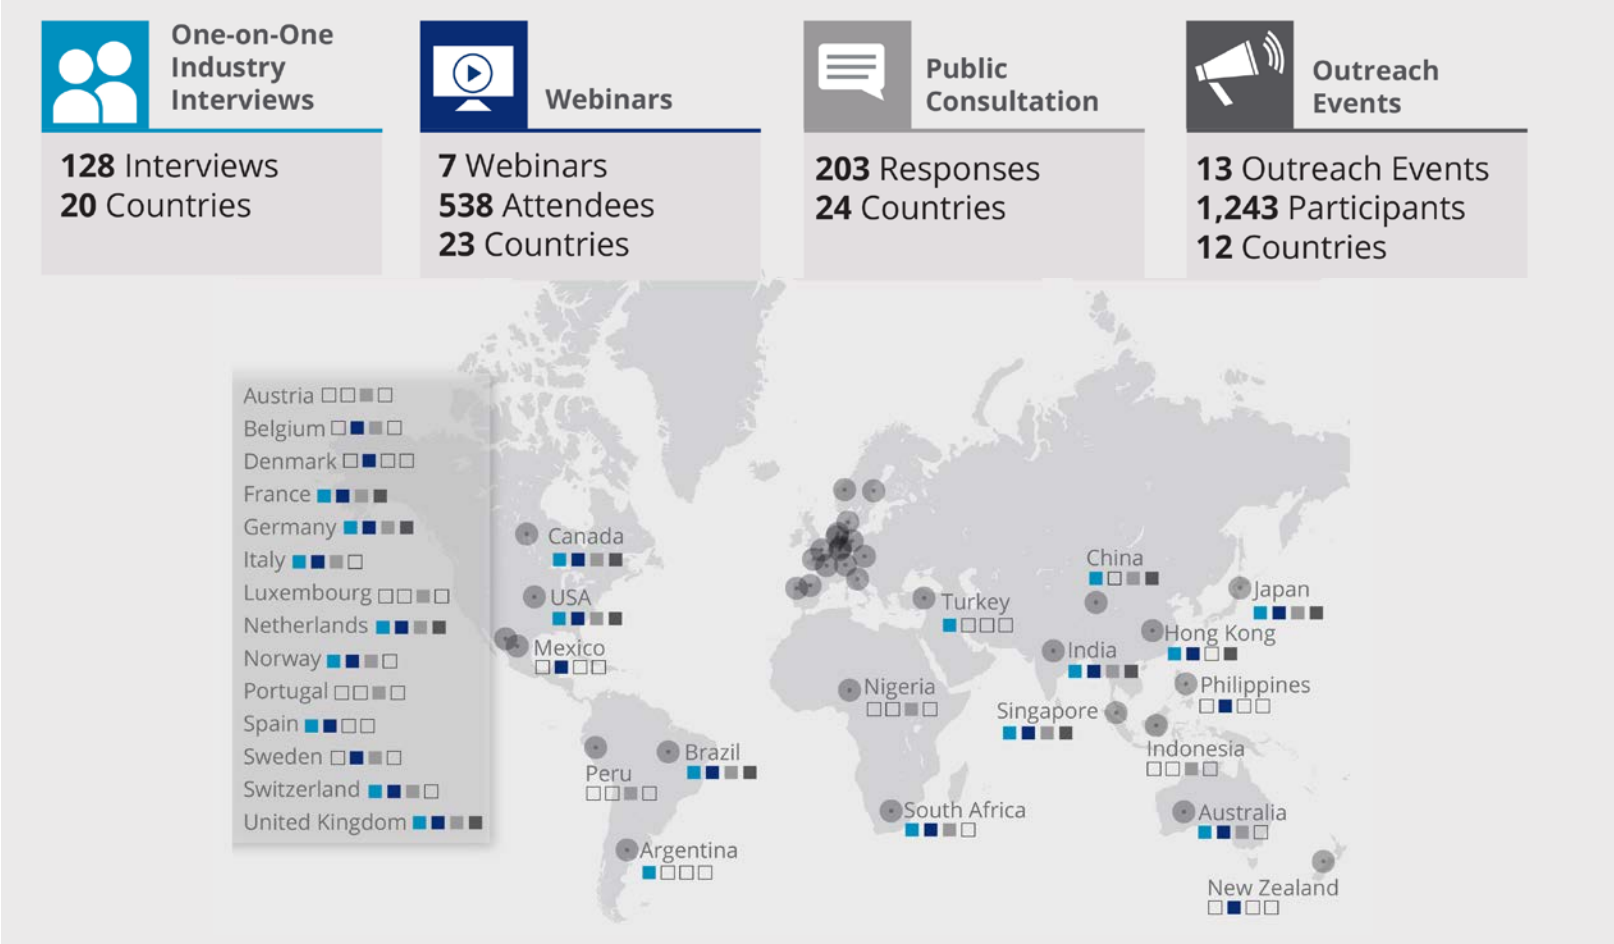 One-on-One
Industry
Interviews
128 Interviews
20 Countries
Webinars
7 Webinars
538 Attendees
23 Countries
Public
Consultation
203 Responses
24 Countries
Outreach
Events
13 Outreach Events
1,243 Participants
12 Countries
Austria
Belgium
Denmark
France
Germany
Italy
Luxembourg
Netherlands
Norway
Portugal
Spain
Sweden
Switzerland
United Kingdom
Canada
USA
Mexico
Peru
Brazil
Argentina
Turkey
Nigeria
South Africa
China
Japan
Hong Kong
India
Philippines
Singapore
Indonesia
Australia
New Zealand